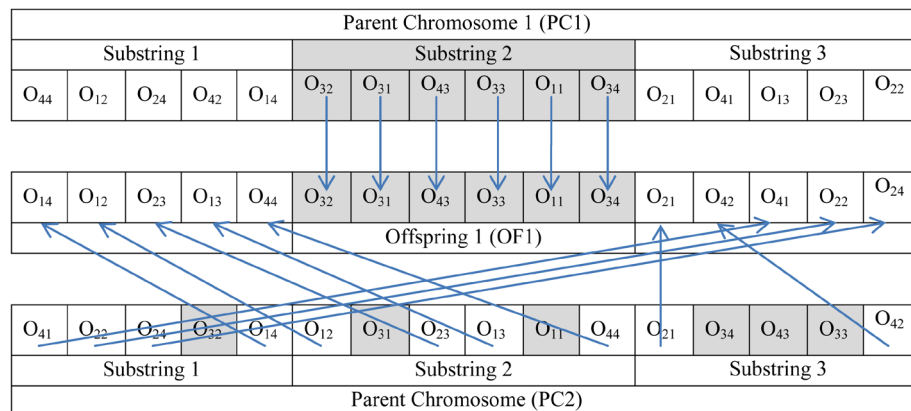 Parent Chromosome 1 (PC1)
Substring 1 Substring 2 Substring 3
O44 O12 O24 O42 O14 O32 O31 O43 O33 O11 O34 O21 O41 O13 O23 O22
O14 O12 O23 O13 O44 O32 O31 O43 O33 O11 O34 O21 O42 O41 O22 O24
Offspring 1 (OF1)
O41 O22 O24 O32 O14 O12 O31 O23 O13 O11 O44 O21 O34 O43 O33 O42
Substring 1 Substring 2 Substring 3
Parent Chromosome (PC2)